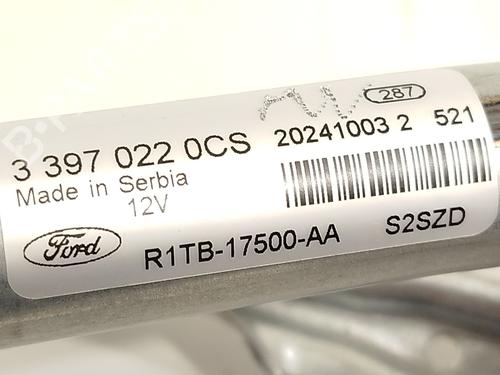 287
3 397 022 0CS
20241003 2 521
Made in Serbia
12V
Ford
R1TB-17500-AA
S2SZD